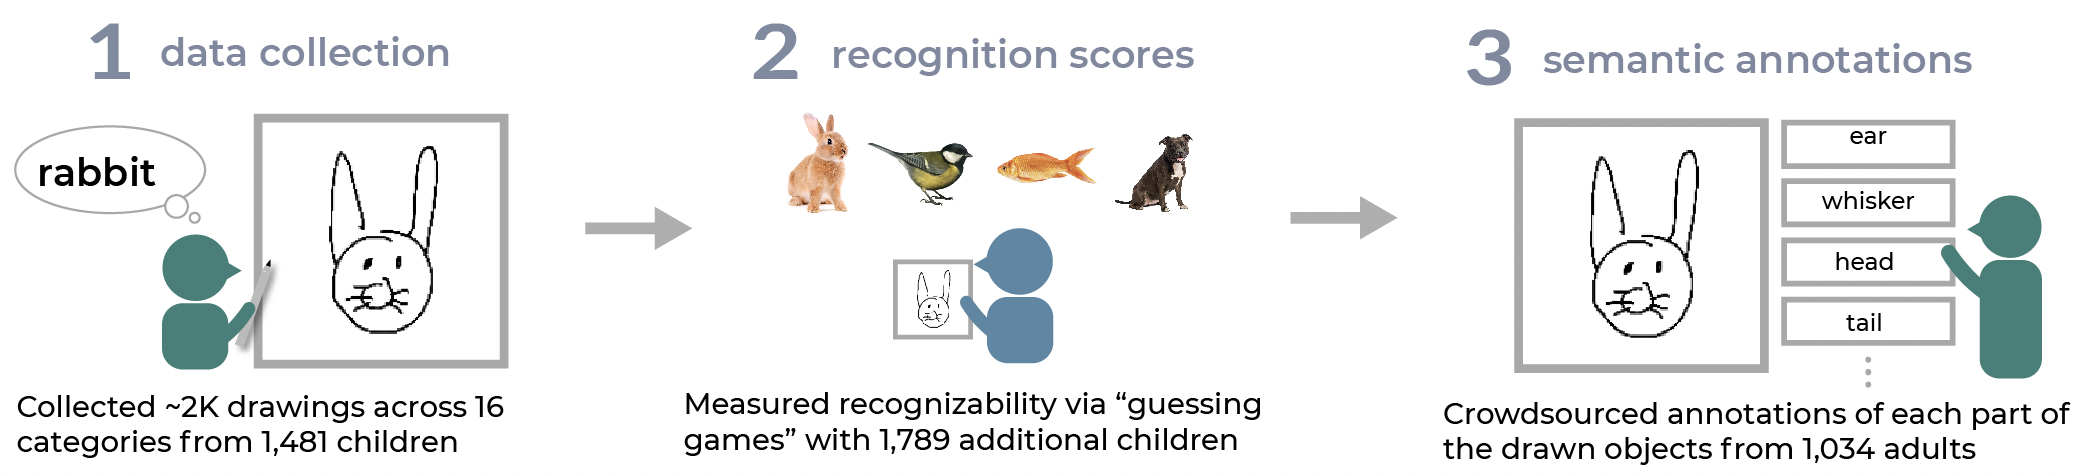 1 data collection
rabbit
Collected ~2K drawings across 16
categories from 1,481 children
2 recognition scores
Measured recognizability via “guessing
games” with 1,789 additional children
3 semantic annotations
ear
whisker
head
tail
Crowdsourced annotations of each part of
the drawn objects from 1,034 adults